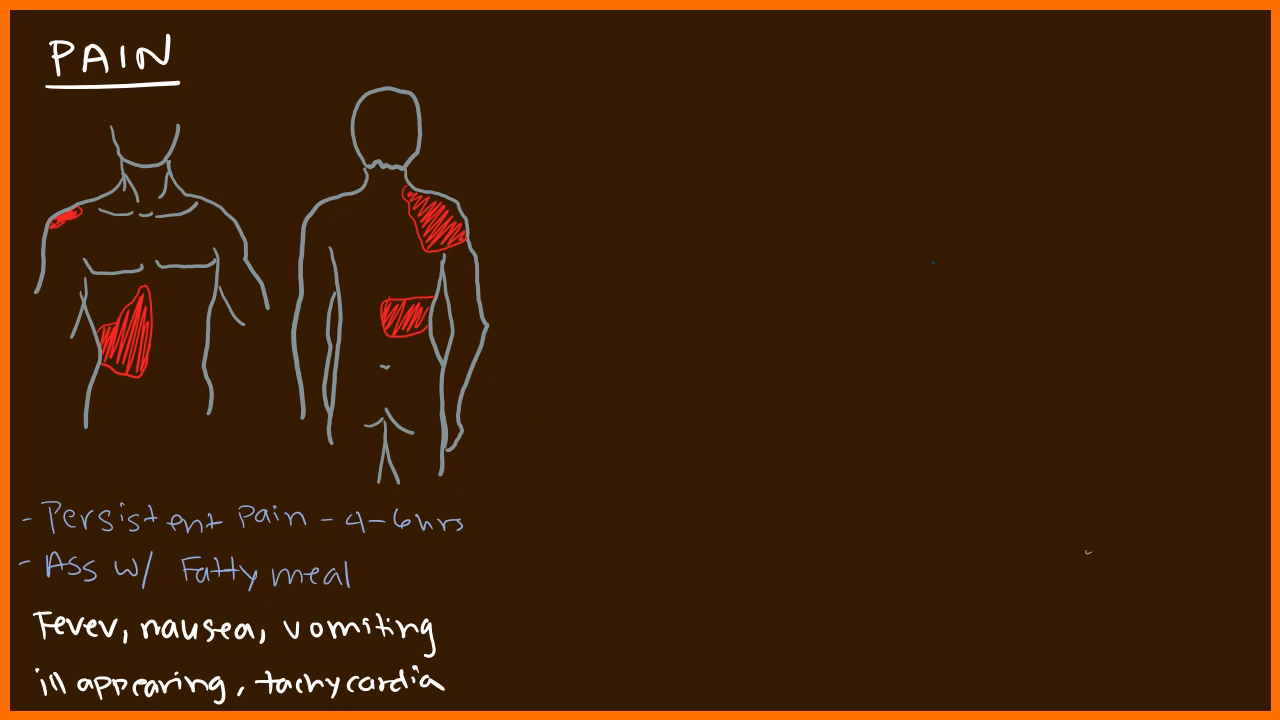 PAIN
- Persistent Pain - 4-6hrs
- Ass w/ Fatty meal
Fever, nausea, vomiting
ill appearing, tachycardia